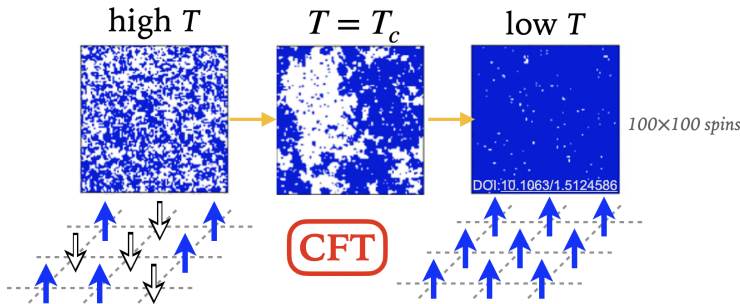 high T
T = Tc
low T
100×100 spins
DOI:10.1063/1.5124586
CFT